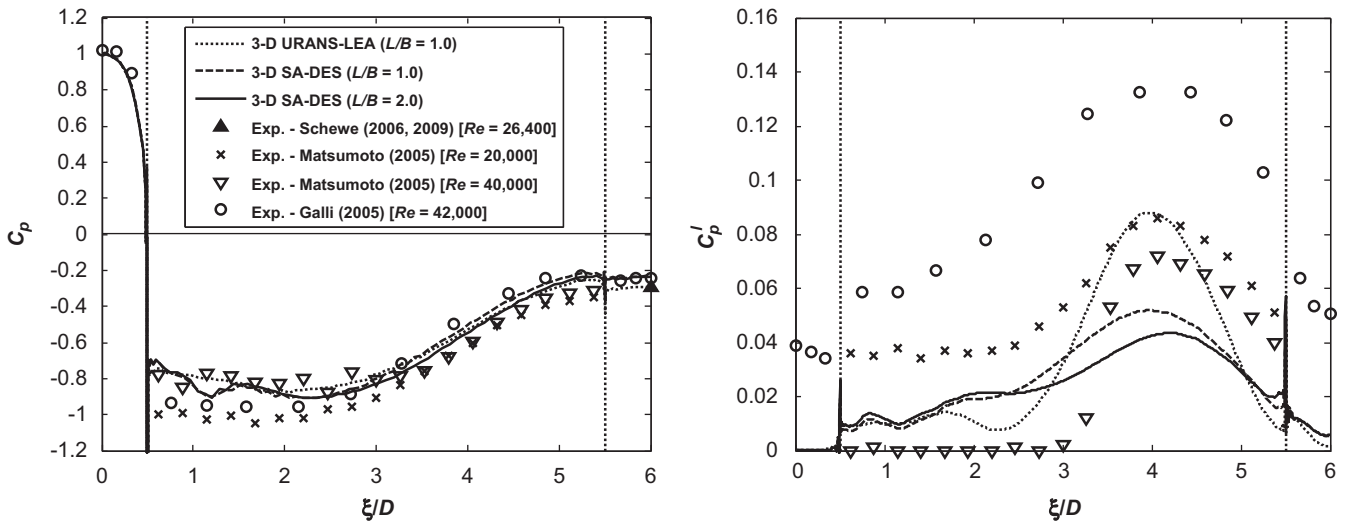 1.2
1
0.8
0.6
0.4
0.2
0
-0.2
-0.4
-0.6
-0.8
-1
-1.2
C_p
0 1 2 3 4 5 6
ξ/D
3-D URANS-LEA (L/B = 1.0)
3-D SA-DES (L/B = 1.0)
3-D SA-DES (L/B = 2.0)
Exp. - Schewe (2006, 2009) [Re = 26,400]
Exp. - Matsumoto (2005) [Re = 20,000]
Exp. - Matsumoto (2005) [Re = 40,000]
Exp. - Galli (2005) [Re = 42,000]
0.16
0.14
0.12
0.1
0.08
0.06
0.04
0.02
0
C_p^I
0 1 2 3 4 5 6
ξ/D